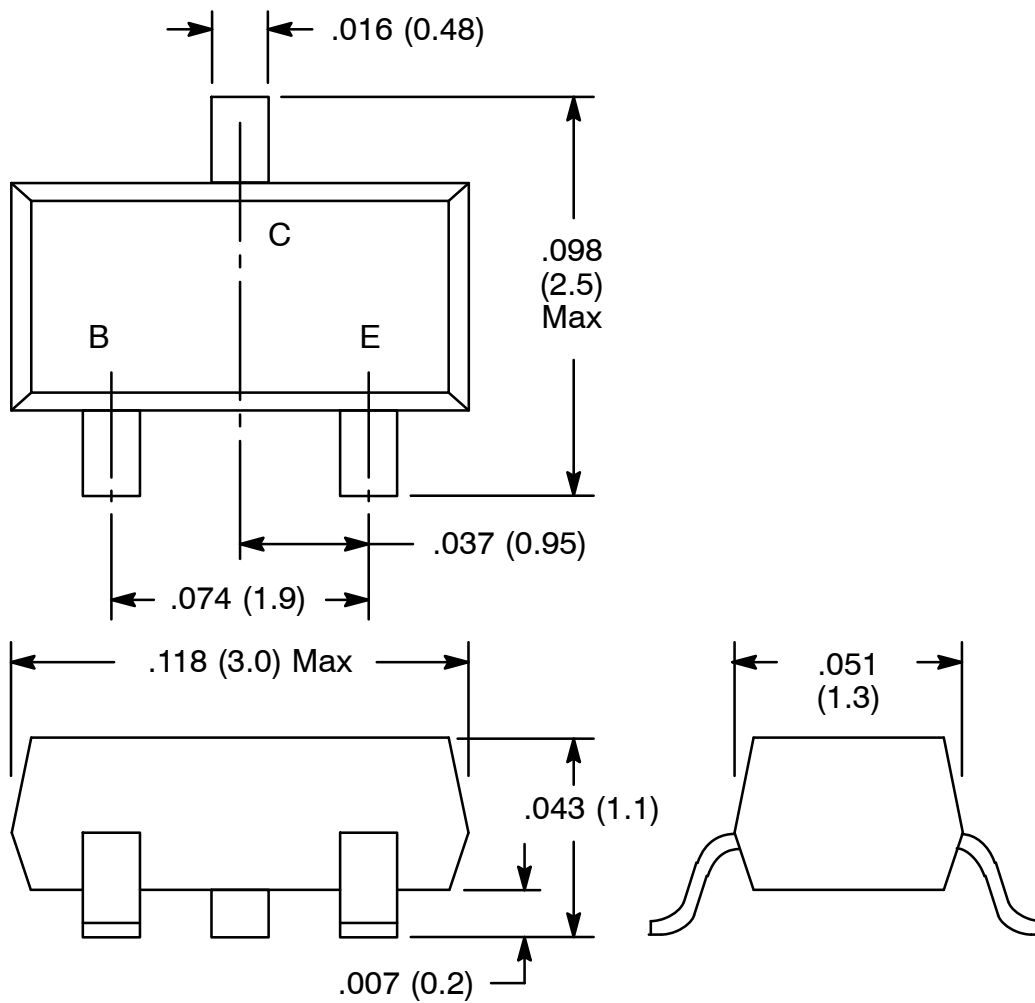 .016 (0.48)
C
.098
(2.5)
Max
B
E
.037 (0.95)
.074 (1.9)
.118 (3.0) Max
.051
(1.3)
.043 (1.1)
.007 (0.2)